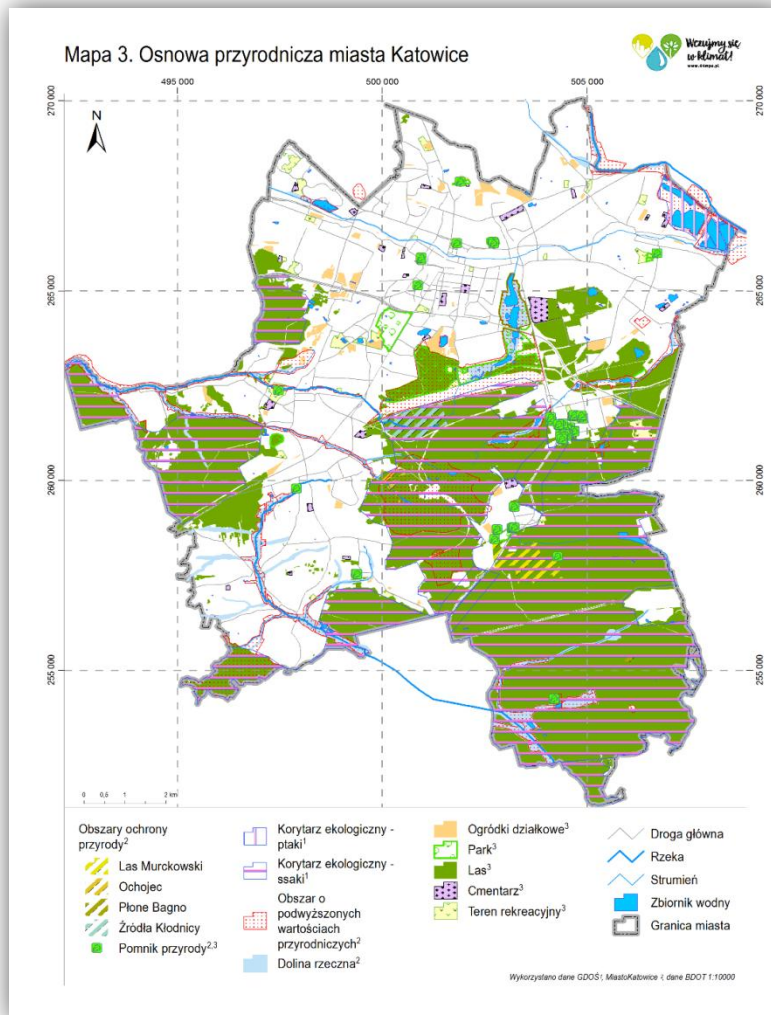 Mapa 3. Osnowa przyrodnicza miasta Katowice
Wczujmy się
w klimat!
495 000
500 000
505 000
270 000
270 000
N
265 000
265 000
260 000
260 000
255 000
255 000
0 0,5 1 2 km
Obszary ochrony
przyrody²
Las Murckowski
Ochojec
Płone Bagno
Źródła Kłodnicy
Pomnik przyrody²,³
Korytarz ekologiczny -
ptaki¹
Korytarz ekologiczny -
ssaki¹
Obszar o
podwyższonych
wartościach
przyrodniczych²
Dolina rzeczna²
Ogródki działkowe³
Park³
Las³
Cmentarz³
Teren rekreacyjny³
Droga główna
Rzeka
Strumień
Zbiornik wodny
Granica miasta
Wykorzystano dane GDOŚ¹, MiastoKatowice ², dane BDOT 1:10000